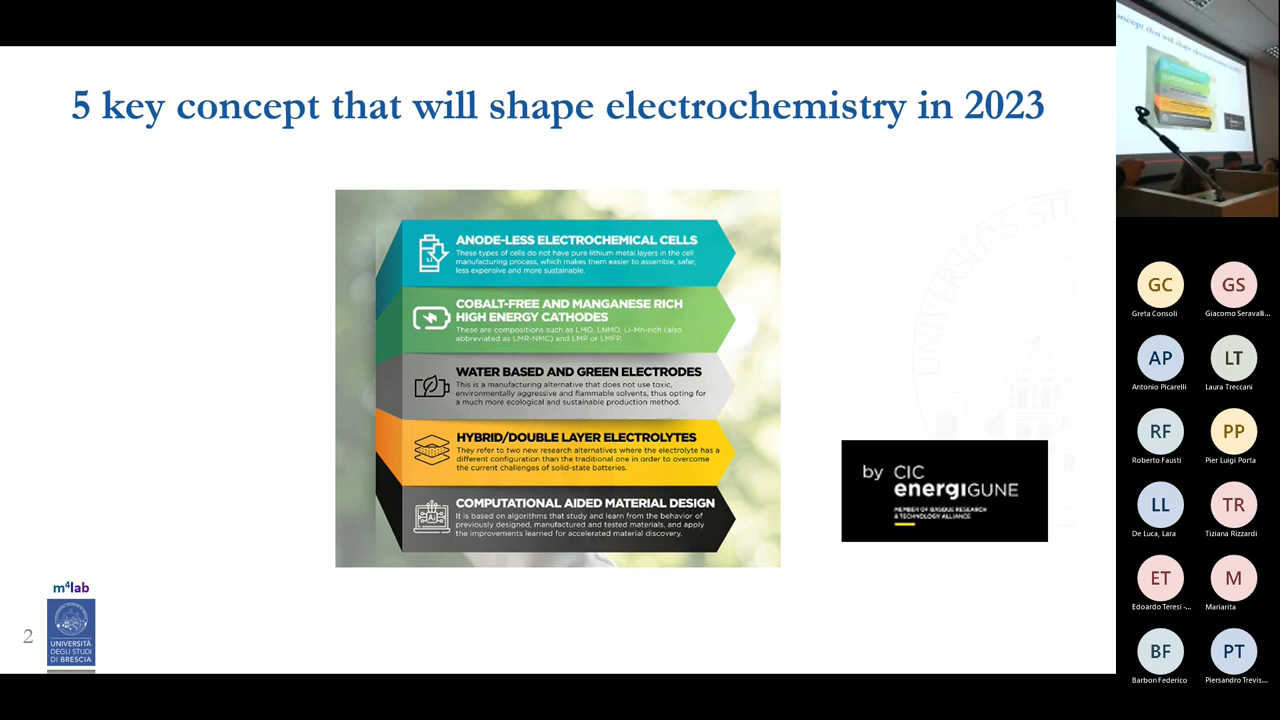 5 key concept that will shape electrochemistry in 2023
ANODE-LESS ELECTROCHEMICAL CELLS
These types of cells do not have pure lithium metal layers in the cell
manufacturing process, which makes them easier to assemble, safer,
less expensive and more sustainable.
COBALT-FREE AND MANGANESE RICH
HIGH ENERGY CATHODES
These are compositions such as LMO, LNMO, Li-Mn-rich (also
abbreviated as LMR-NMC) and LMP or LMFP.
WATER BASED AND GREEN ELECTRODES
This is a manufacturing alternative that does not use toxic,
environmentally aggressive and flammable solvents, thus opting for
a much more ecological and sustainable production method.
HYBRID/DOUBLE LAYER ELECTROLYTES
They refer to two new research alternatives where the electrolyte has a
different configuration than the traditional one in order to overcome
the current challenges of solid-state batteries.
COMPUTATIONAL AIDED MATERIAL DESIGN
It is based on algorithms that study and learn from the behavior of
previously designed, manufactured and tested materials, and apply
the improvements learned for accelerated material discovery.
by CIC
energiGUNE
MEMBER OF BASQUE RESEARCH
& TECHNOLOGY ALLIANCE
m4lab
2
UNIVERSITÀ
DEGLI STUDI
DI BRESCIA
GC
GS
Greta Consoli
Giacomo Seravalli...
AP
LT
Antonio Picarelli
Laura Treccani
RF
PP
Roberto Fausti
Pier Luigi Porta
LL
TR
De Luca, Lara
Tiziana Rizzardi
ET
M
Edoardo Teresi -...
Mariarita
BF
PT
Barbon Federico
Piersandro Trevis...